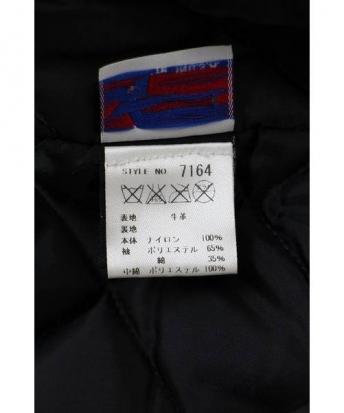 STYLE NO 7164
表地 牛革
裏地
本体 ナイロン 100%
袖 ポリエステル 65%
綿 35%
中綿 ポリエステル 100%